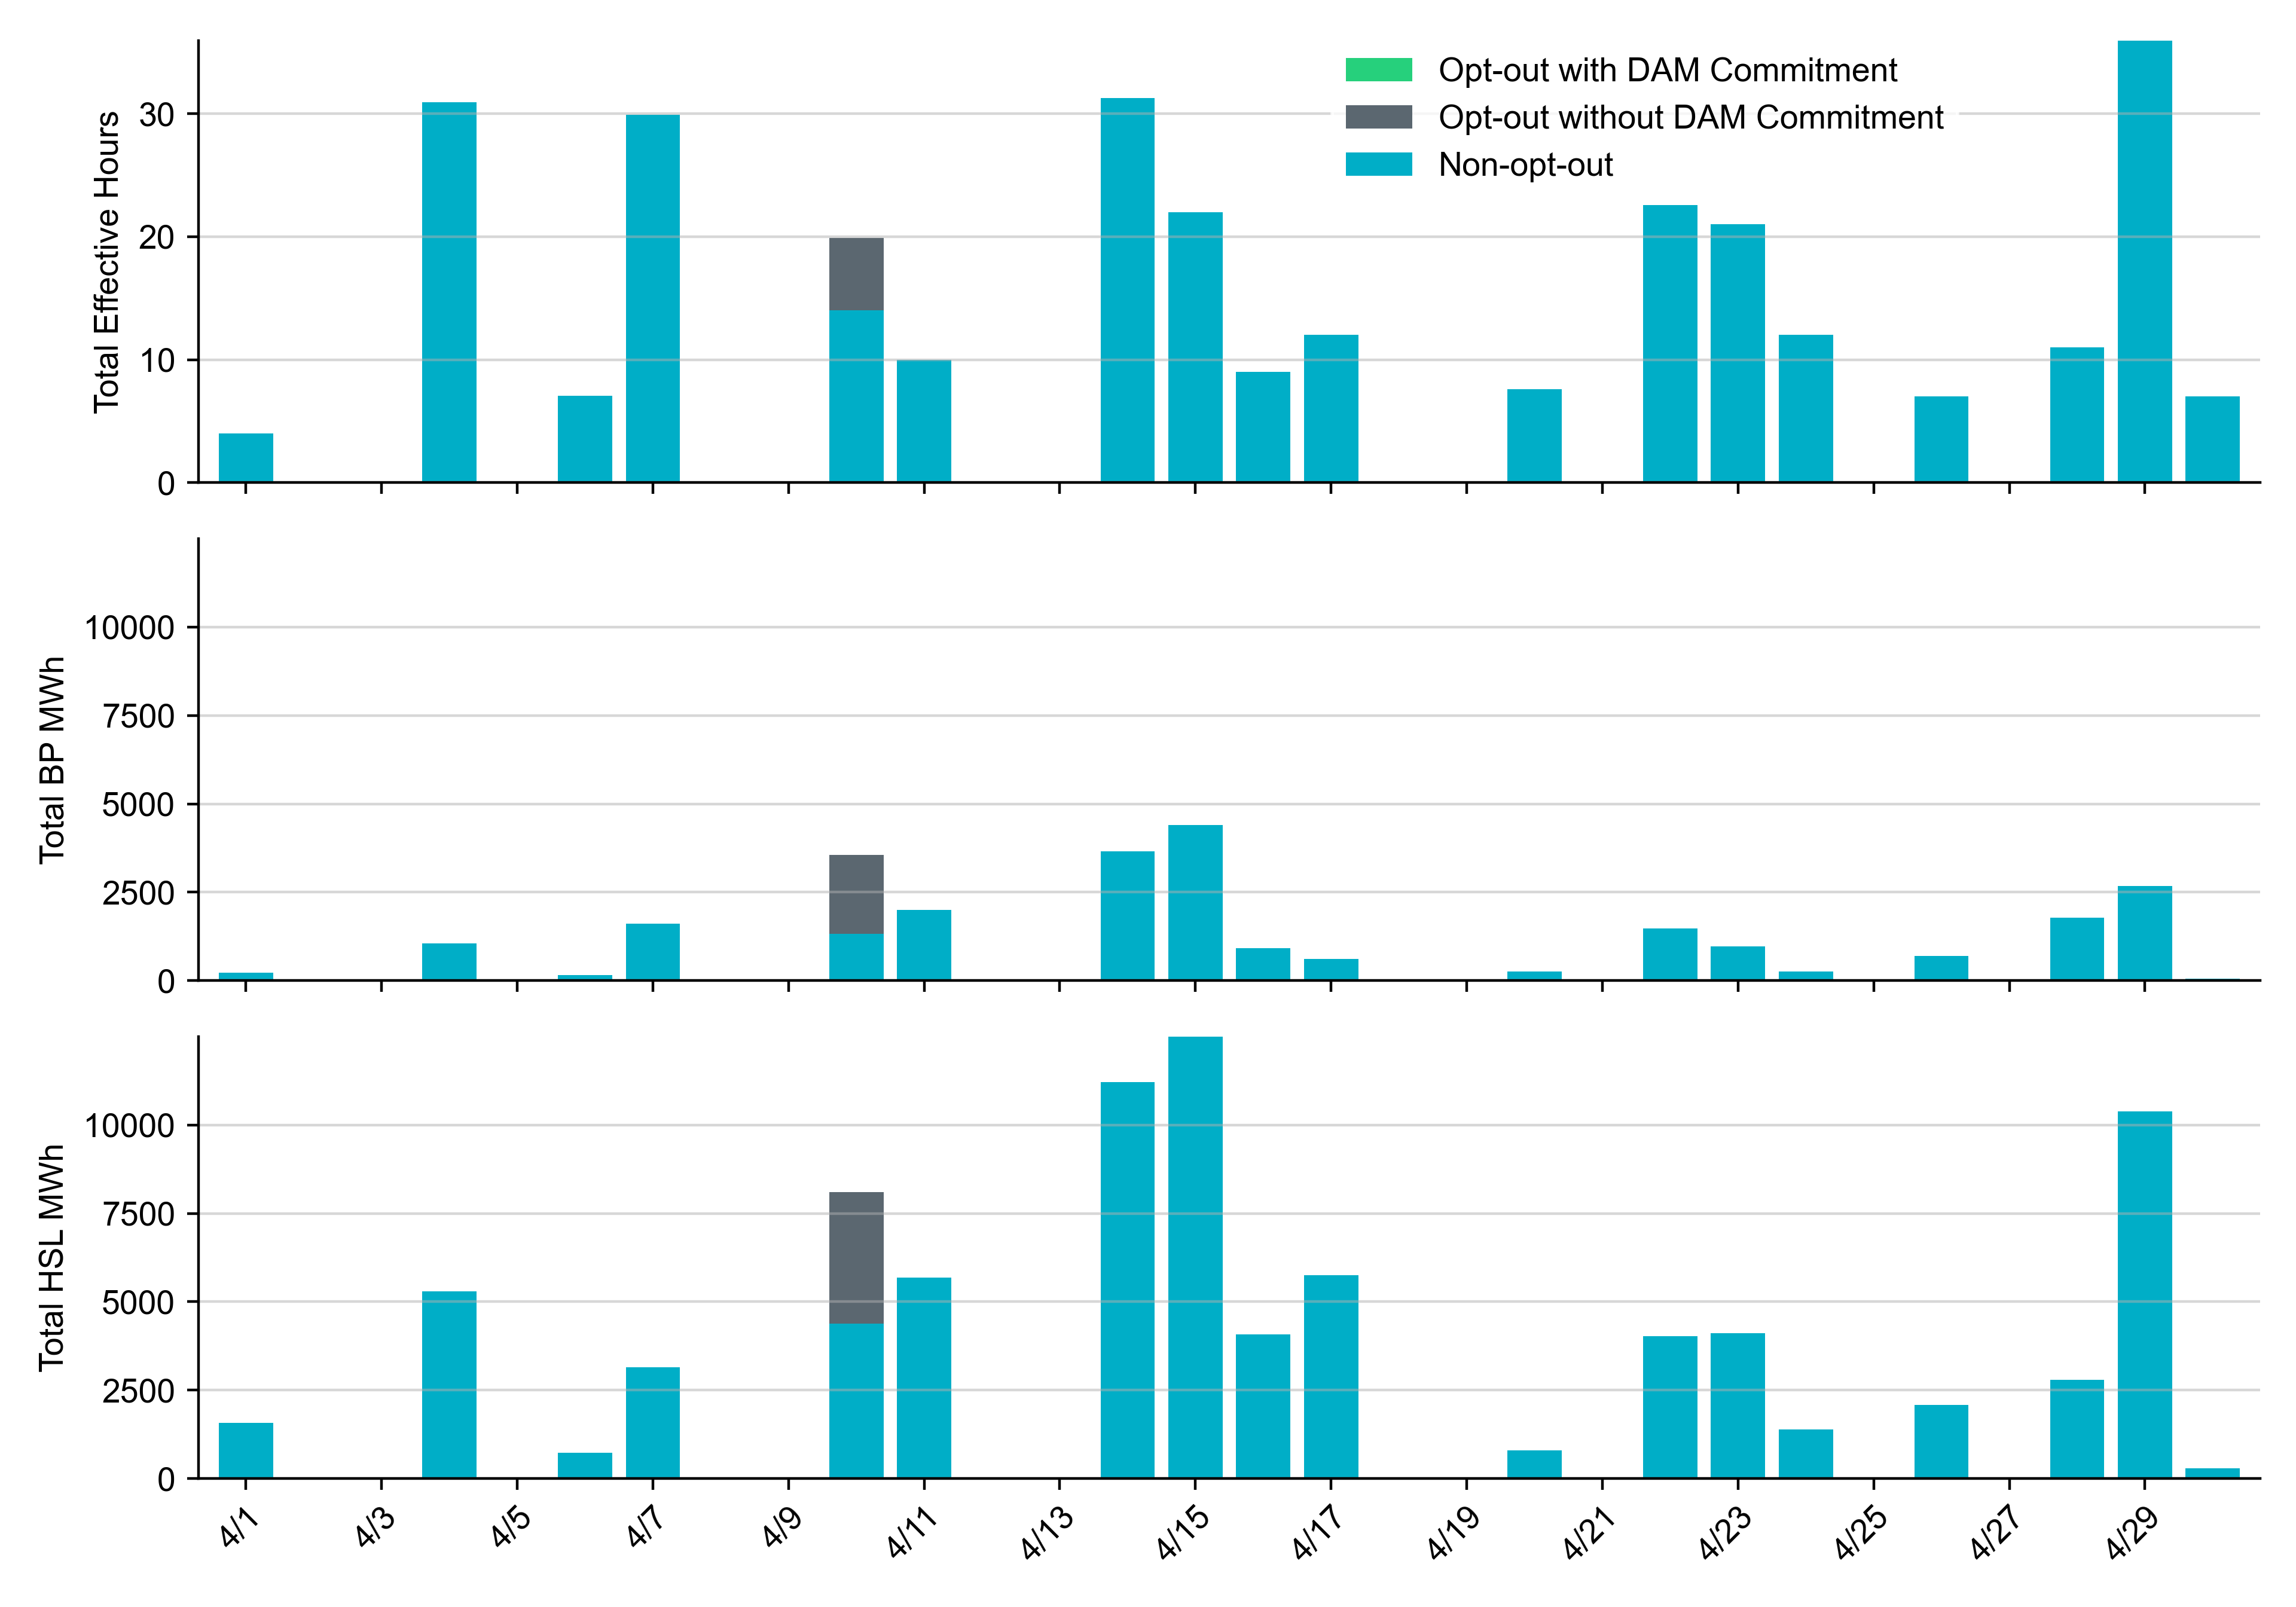 Total Effective Hours
30
20
10
0
Opt-out with DAM Commitment
Opt-out without DAM Commitment
Non-opt-out
Total BP MWh
10000
7500
5000
2500
0
Total HSL MWh
10000
7500
5000
2500
0
4/1 4/3 4/5 4/7 4/9 4/11 4/13 4/15 4/17 4/19 4/21 4/23 4/25 4/27 4/29